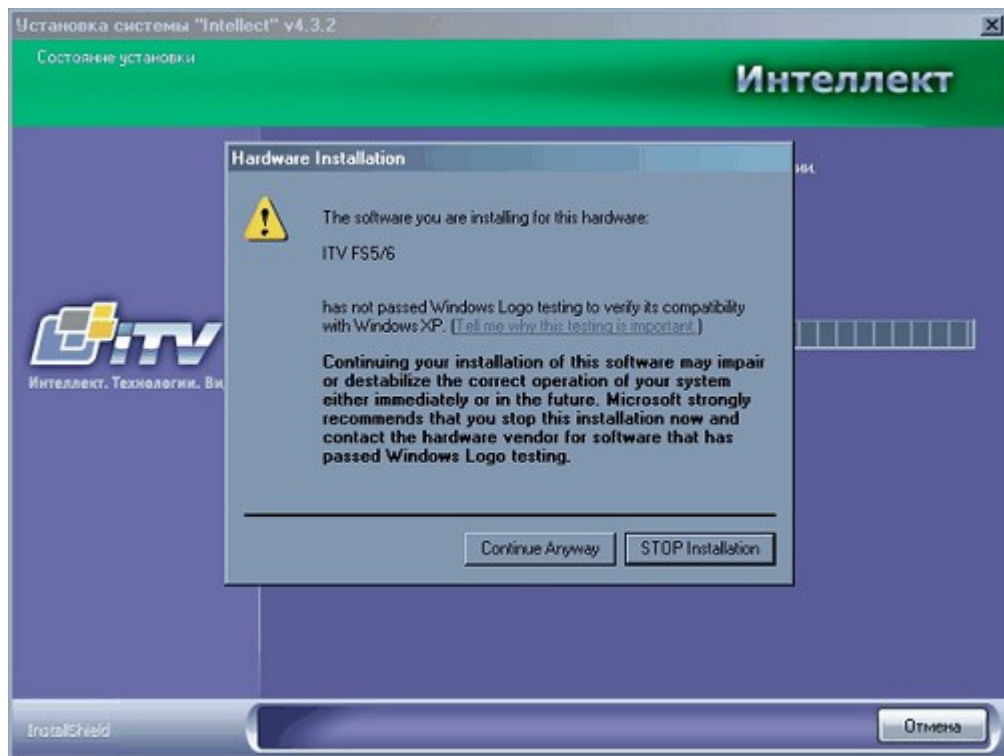 Установка системы "Intellect" v4.3.2
Состояние установки
Интеллект
Hardware Installation
The software you are installing for this hardware:
ITV FS5/6
has not passed Windows Logo testing to verify its compatibility
with Windows XP. (Tell me why this testing is important.)
Continuing your installation of this software may impair
or destabilize the correct operation of your system
either immediately or in the future. Microsoft strongly
recommends that you stop this installation now and
contact the hardware vendor for software that has
passed Windows Logo testing.
Continue Anyway
STOP Installation
iTV
Интеллект. Технологии.
InstallShield
Отмена